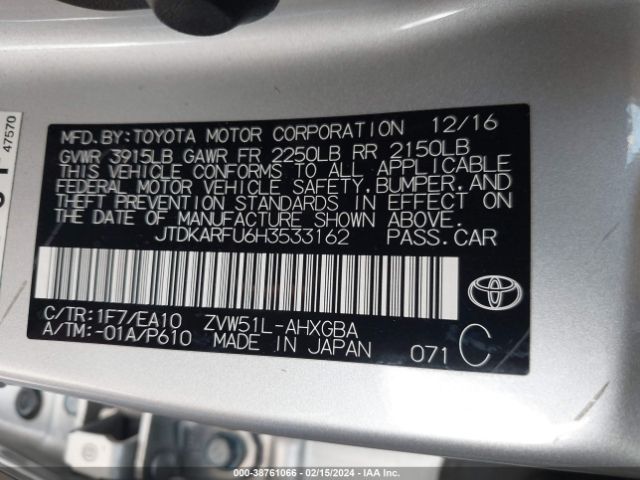 47570
MFD.BY:TOYOTA MOTOR CORPORATION 12/16
GVWR 3915LB GAWR FR 2250LB RR 2150LB
THIS VEHICLE CONFORMS TO ALL APPLICABLE
FEDERAL MOTOR VEHICLE SAFETY,BUMPER,AND
THEFT PREVENTION STANDARDS IN EFFECT ON
THE DATE OF MANUFACTURE SHOWN ABOVE.
JTDKARFU6H3533162 PASS.CAR
C/TR:1F7/EA10 ZVW51L-AHXGBA
A/TM:-01A/P610 MADE IN JAPAN 071 C
000-38761066 - 02/15/2024 - IAA Inc.